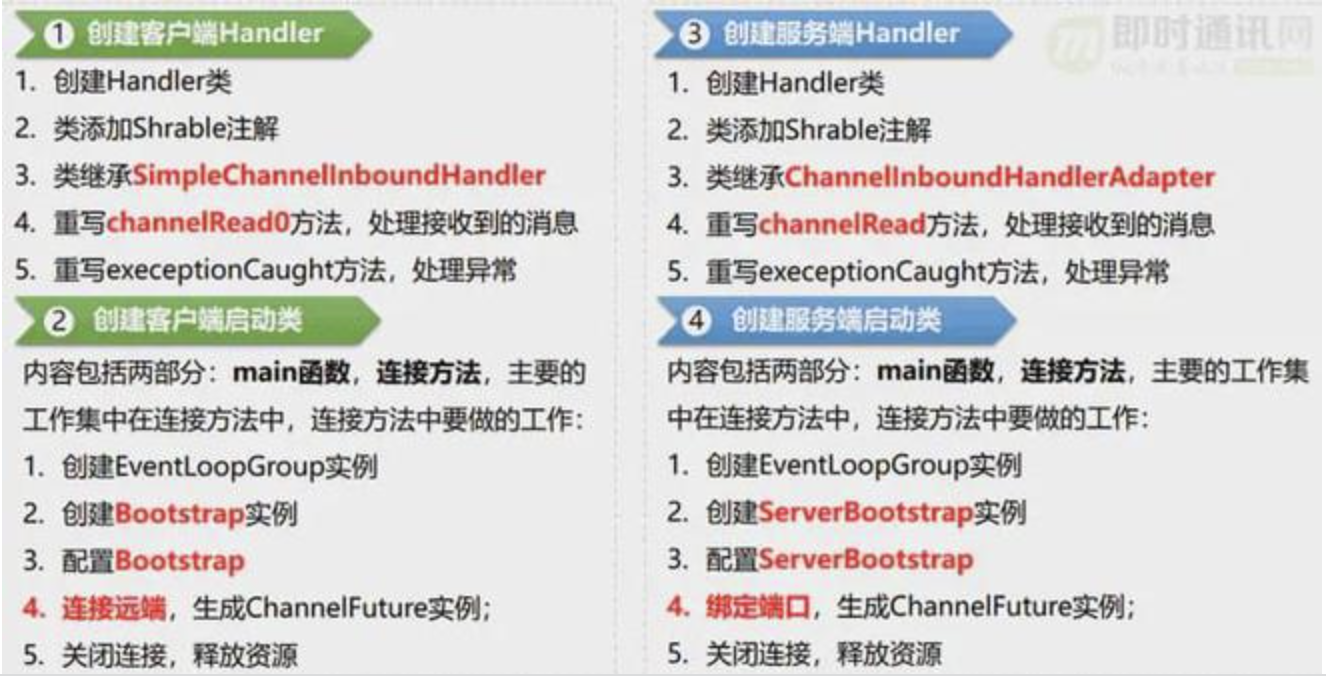 ① 创建客户端Handler
1. 创建Handler类
2. 类添加Shrable注解
3. 类继承SimpleChannelInboundHandler
4. 重写channelRead0方法，处理接收到的消息
5. 重写execeptionCaught方法，处理异常
② 创建客户端启动类
内容包括两部分：main函数，连接方法，主要的
工作集中在连接方法中，连接方法中要做的工作：
1. 创建EventLoopGroup实例
2. 创建Bootstrap实例
3. 配置Bootstrap
4. 连接远端，生成ChannelFuture实例；
5. 关闭连接，释放资源
③ 创建服务端Handler
即时通讯网
1. 创建Handler类
2. 类添加Shrable注解
3. 类继承ChannelInboundHandlerAdapter
4. 重写channelRead方法，处理接收到的消息
5. 重写execeptionCaught方法，处理异常
④ 创建服务端启动类
内容包括两部分：main函数，连接方法，主要的工作集
中在连接方法中，连接方法中要做的工作：
1. 创建EventLoopGroup实例
2. 创建ServerBootstrap实例
3. 配置ServerBootstrap
4. 绑定端口，生成ChannelFuture实例；
5. 关闭连接，释放资源